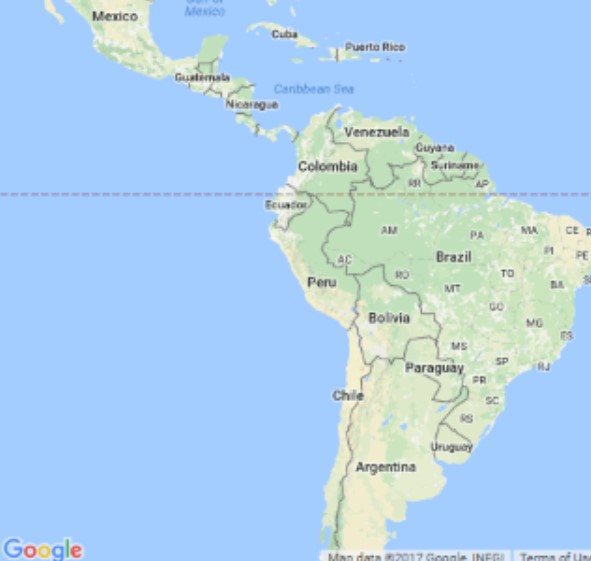 Gulf of
Mexico
Mexico
Cuba
Puerto Rico
Guatemala
Caribbean Sea
Nicaragua
Venezuela
Guyana
Colombia
Suriname
RR
AP
Ecuador
AM
PA
MA
CE
PI
PE
AC
Brazil
RO
TO
Peru
MT
BA
GO
Bolivia
MG
ES
MS
SP
RJ
Paraguay
PR
Chile
SC
RS
Uruguay
Argentina
Google
Map data ©2017 Google, INEGI
Terms of Use